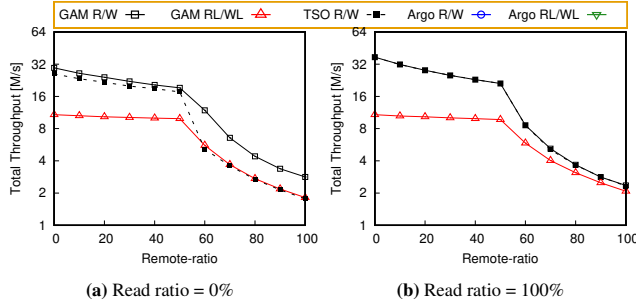 GAM R/W GAM RL/WL TSO R/W Argo R/W Argo RL/WL
64
32
16
8
4
2
1
0 20 40 60 80 100
Total Throughput [M/s]
Remote-ratio
(a) Read ratio = 0%
64
32
16
8
4
2
1
0 20 40 60 80 100
Total Throughput [M/s]
Remote-ratio
(b) Read ratio = 100%